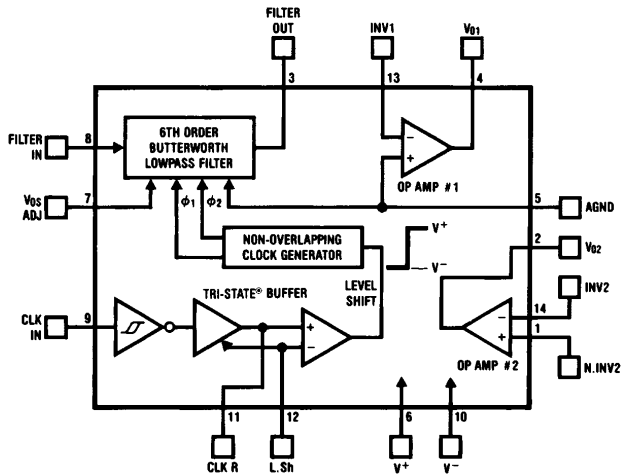 FILTER
OUT
INV1
VO1
3
13
4
FILTER
IN
8
6TH ORDER
BUTTERWORTH
LOWPASS FILTER
−
+
OP AMP #1
VOS
ADJ
7
ϕ1
ϕ2
5
AGND
NON-OVERLAPPING
CLOCK GENERATOR
V+
V−
2
VO2
LEVEL
SHIFT
TRI-STATE® BUFFER
INV2
CLK
IN
9
+
−
14
−
1
+
OP AMP #2
N.INV2
11
12
6
10
CLK R
L.Sh
V+
V−